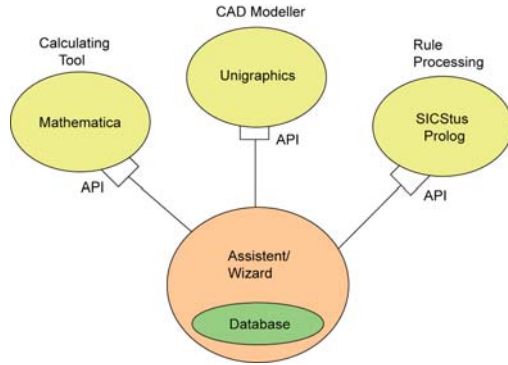 CAD Modeller
Calculating
Tool
Rule
Processing
Unigraphics
Mathematica
SICStus
Prolog
API
API
API
Assistent/
Wizard
Database